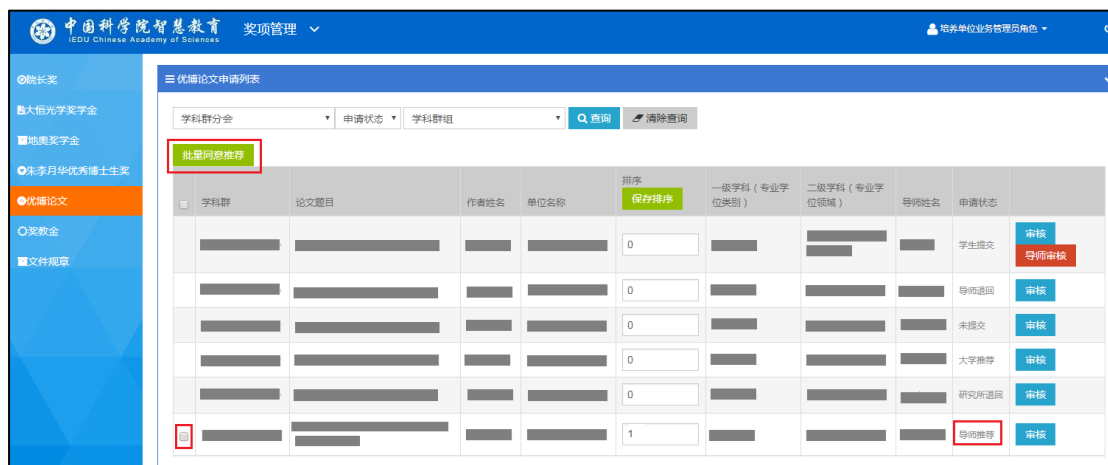 中国科学院智慧教育
iEDU Chinese Academy of Sciences
奖项管理
培养单位业务管理员角色
院长奖
大恒光学奖学金
地奥奖学金
朱李月华优秀博士生奖
优博论文
奖教金
文件规章
优博论文申请列表
学科群分会 申请状态 学科群组 查询 清除查询
批量同意推荐
学科群 论文题目 作者姓名 单位名称 排序 保存排序 一级学科（专业学位类别） 二级学科（专业学位领域） 导师姓名 申请状态
0 学生提交 审核 导师审核
0 导师退回 审核
0 未提交 审核
0 大学推荐 审核
0 研究所退回 审核
1 导师推荐 审核